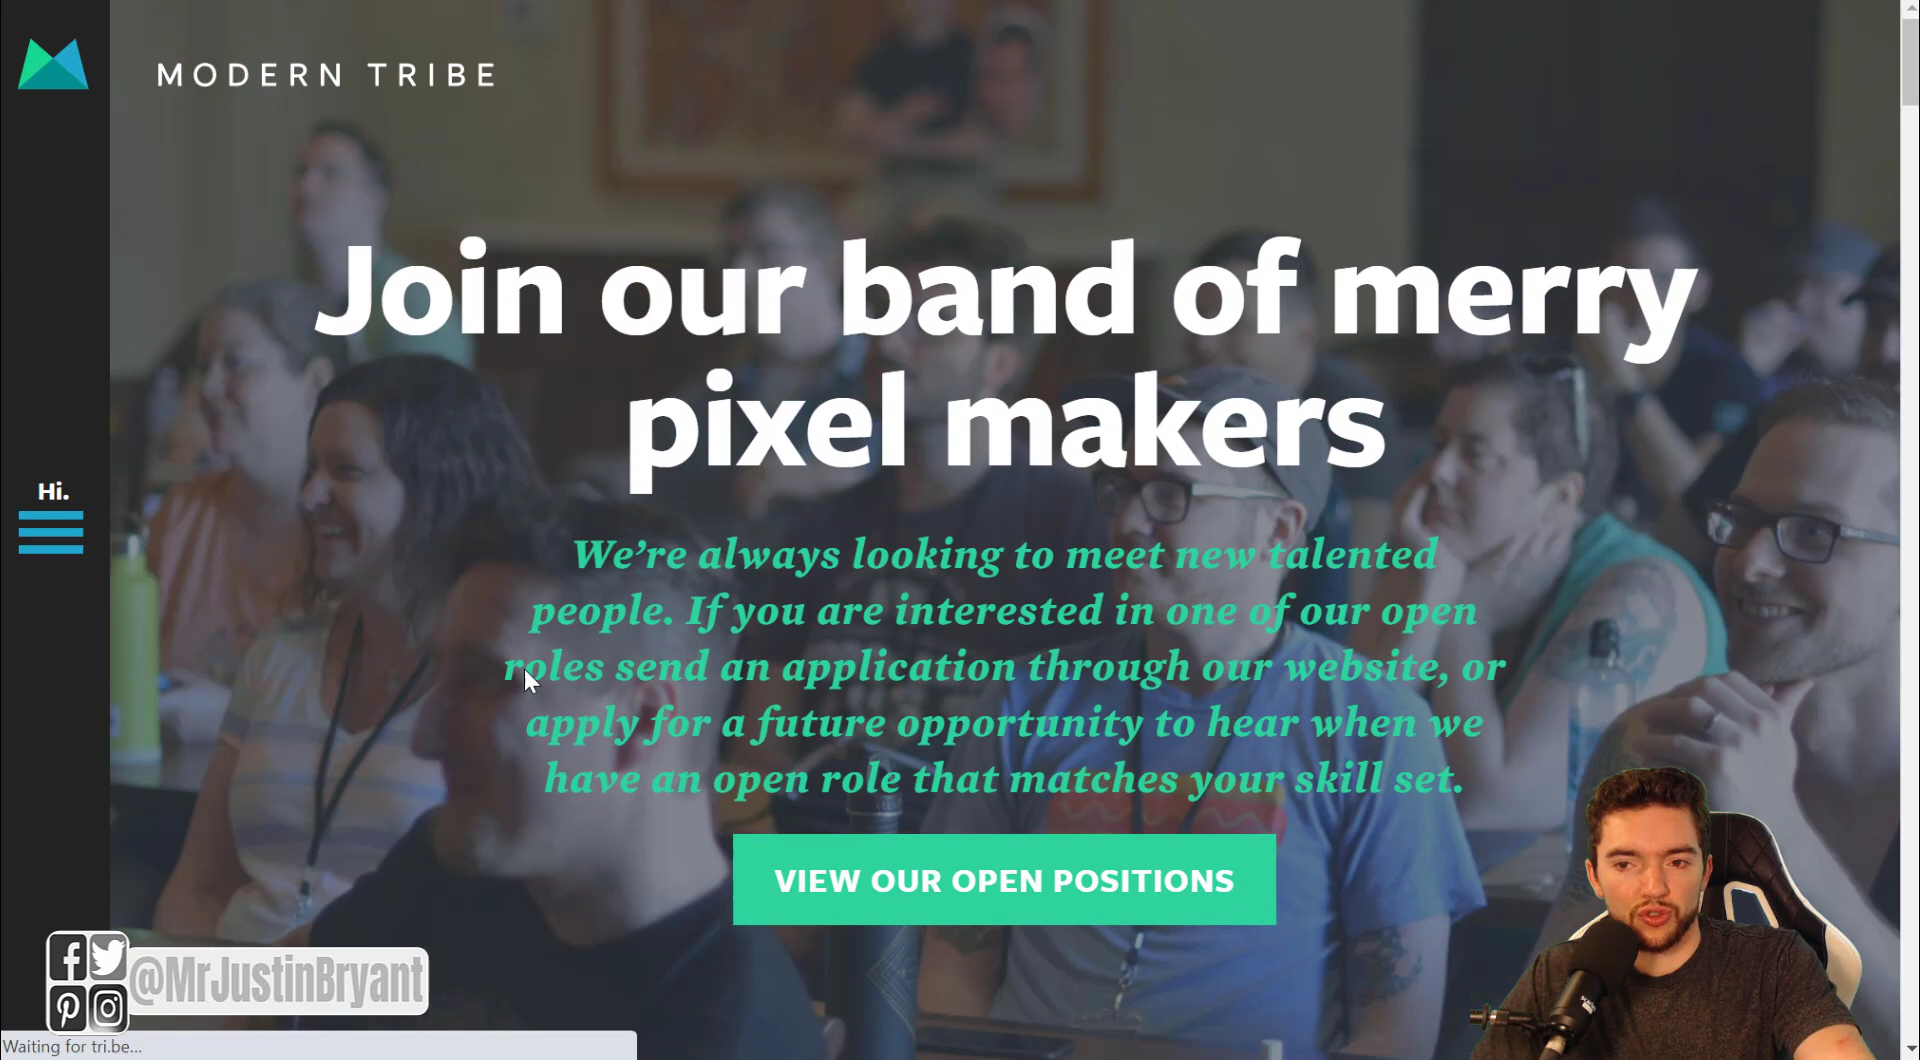 MODERN TRIBE
Join our band of merry
pixel makers
Hi.
We're always looking to meet new talented
people. If you are interested in one of our open
roles send an application through our website, or
apply for a future opportunity to hear when we
have an open role that matches your skill set.
VIEW OUR OPEN POSITIONS
@MrJustinBryant
Waiting for tri.be...